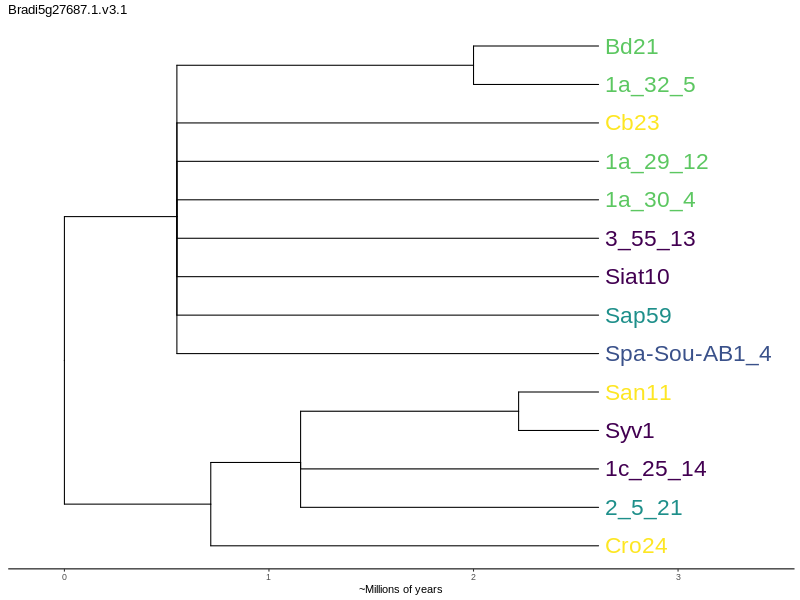 Bradi5g27687.1.v3.1
Bd21
1a_32_5
Cb23
1a_29_12
1a_30_4
3_55_13
Siat10
Sap59
Spa-Sou-AB1_4
San11
Syv1
1c_25_14
2_5_21
Cro24
0 1 2 3
~Millions of years